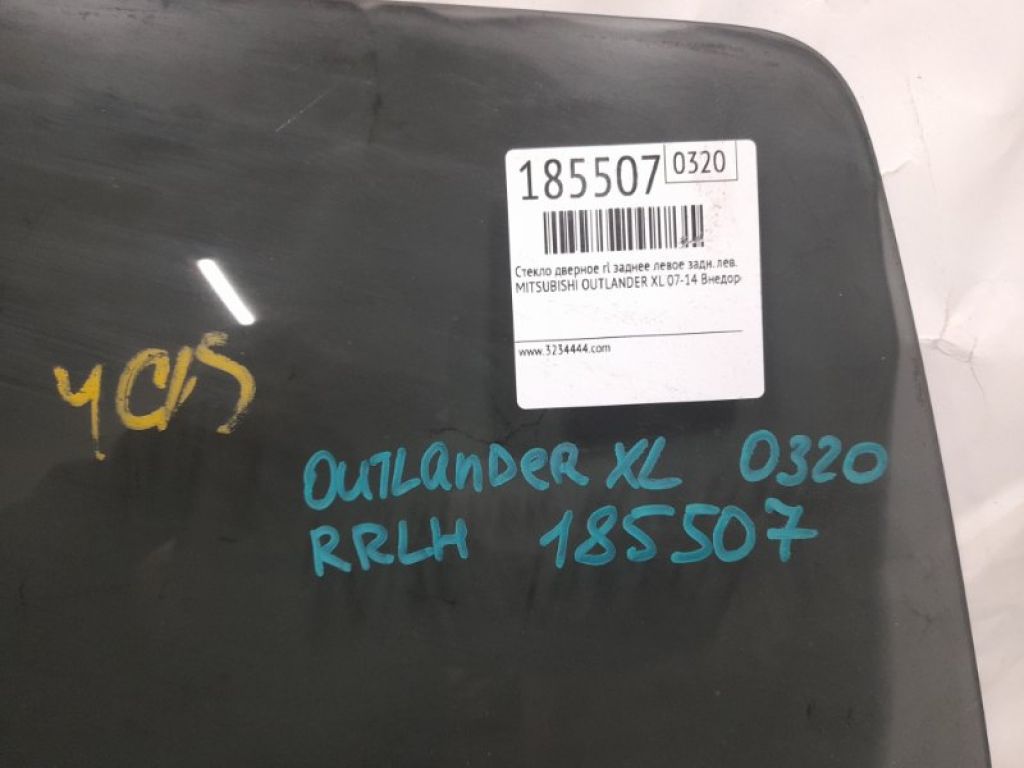 185507 0320
Стекло дверное rl заднее левое задн. лев.
MITSUBISHI OUTLANDER XL 07-14 Внедор
www.3234444.com
OUTLANDER XL 0320
RRLH 185507